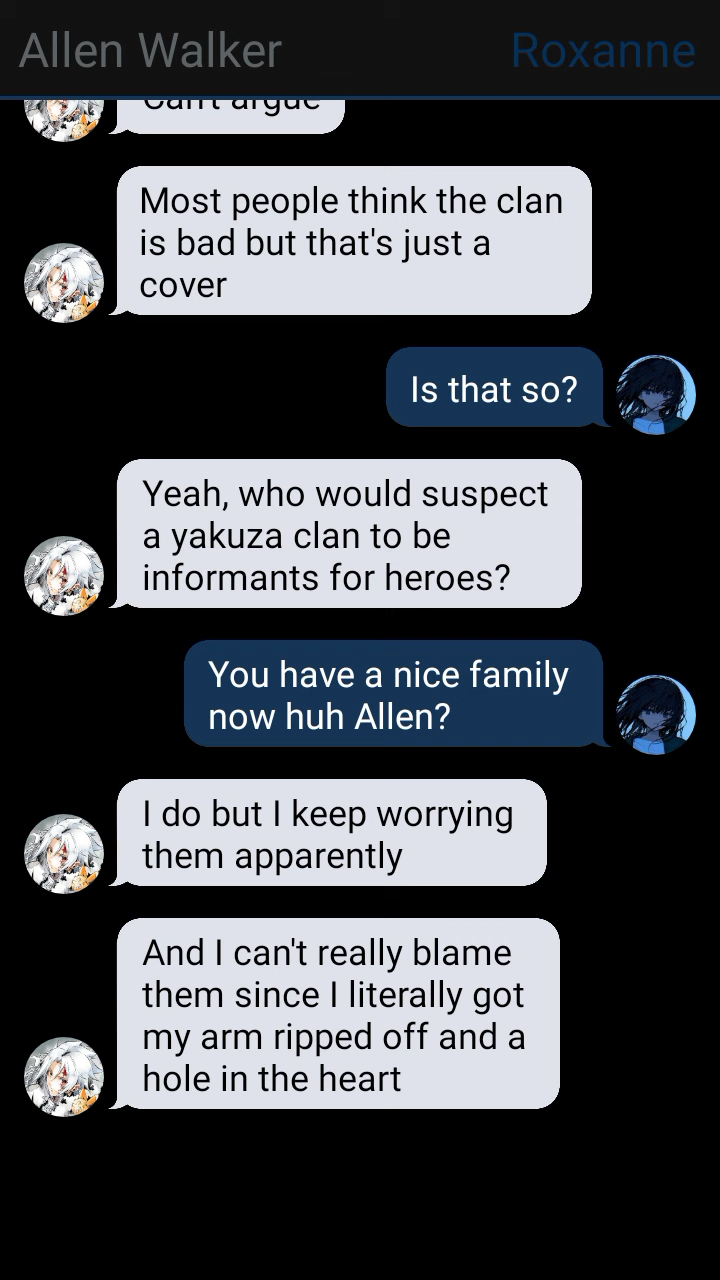 Allen Walker
Roxanne
Can't argue
Most people think the clan
is bad but that's just a
cover
Is that so?
Yeah, who would suspect
a yakuza clan to be
informants for heroes?
You have a nice family
now huh Allen?
I do but I keep worrying
them apparently
And I can't really blame
them since I literally got
my arm ripped off and a
hole in the heart